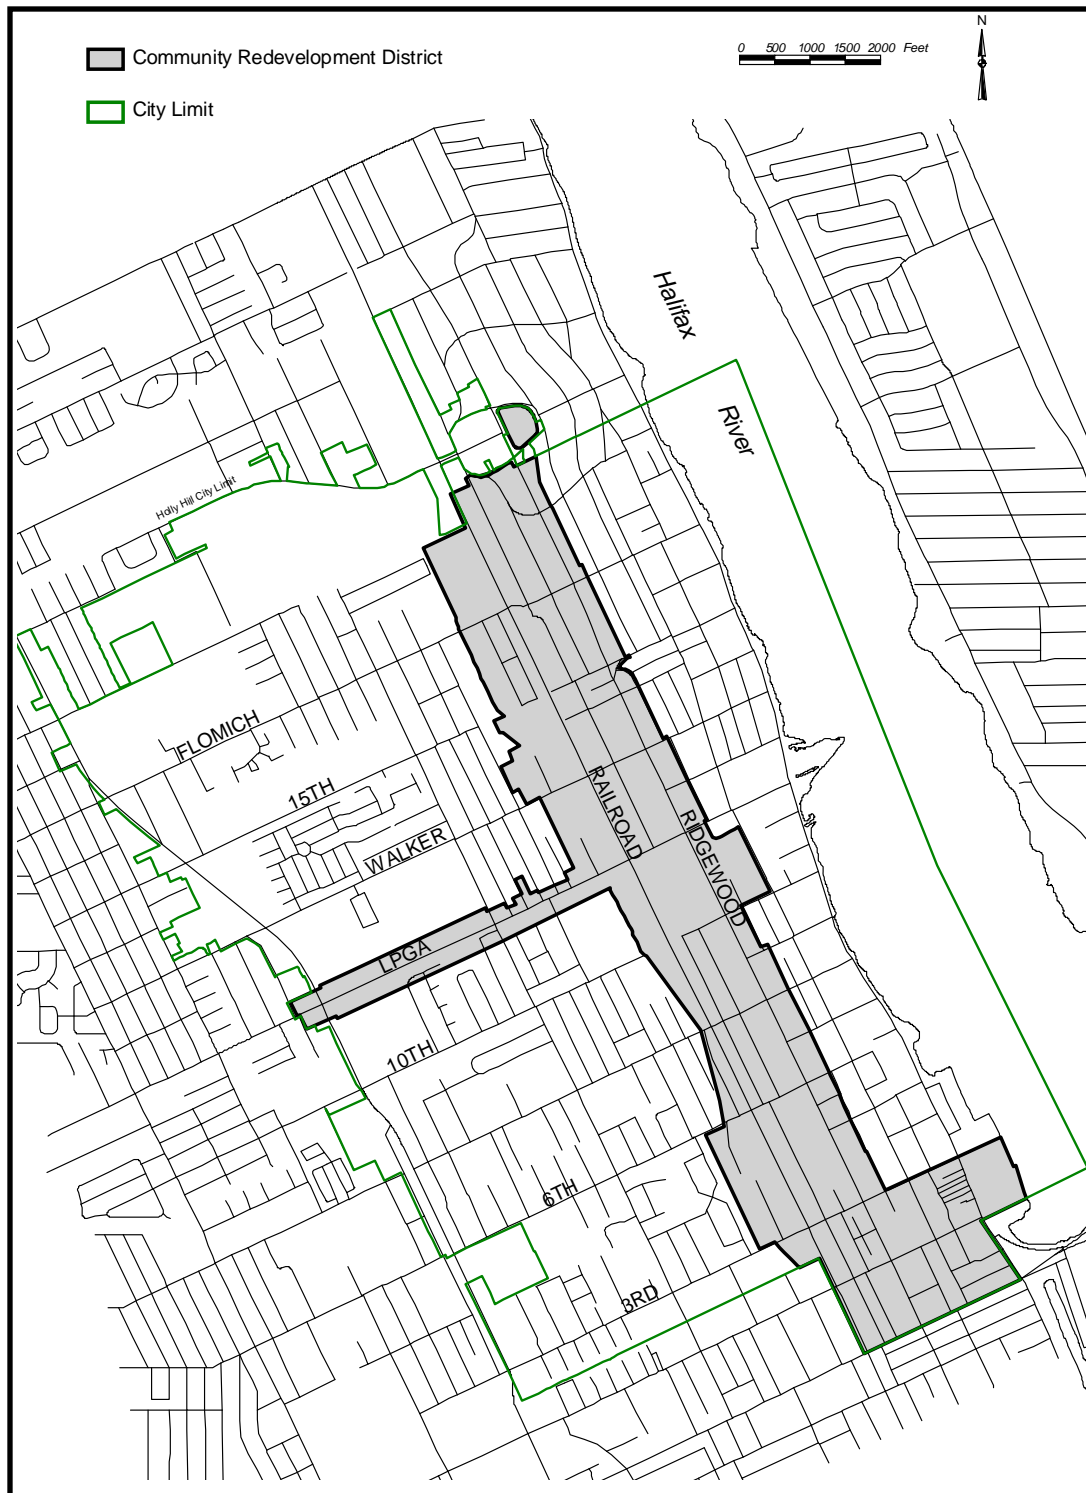 N
0 500 1000 1500 2000 Feet
Community Redevelopment District
City Limit
Halifax
River
Holly Hill City Limit
FLOMICH
15TH
RAILROAD
RIDGEWOOD
WALKER
LPGA
10TH
6TH
3RD